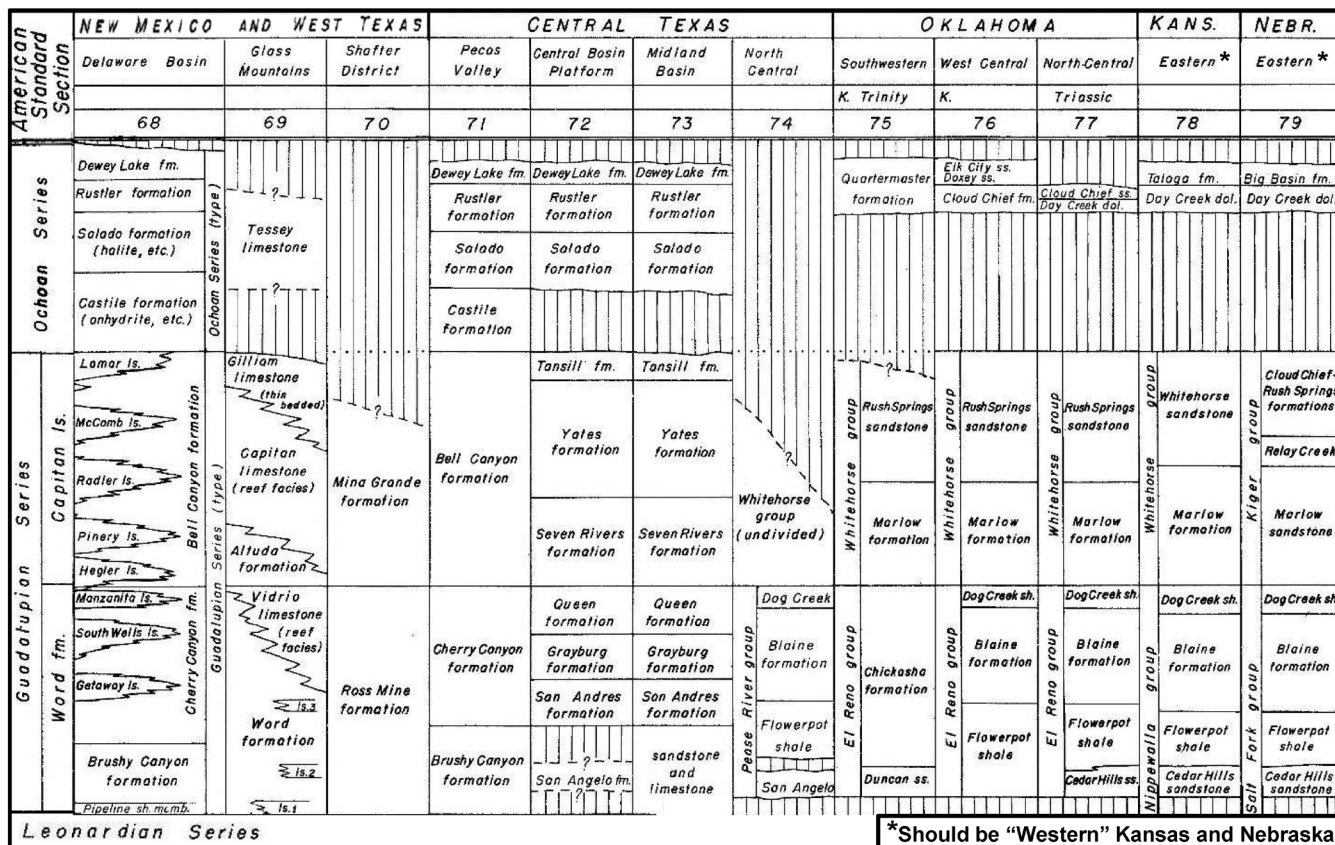 American Standard Section
NEW MEXICO AND WEST TEXAS
CENTRAL TEXAS
OKLAHOMA
KANS.
NEBR.
Delaware Basin
Glass
Mountains
Shafter
District
Pecos
Valley
Central Basin
Platform
Midland
Basin
North
Central
Southwestern
West Central
North-Central
Eastern *
Eastern *
K. Trinity
K.
Triassic
68
69
70
71
72
73
74
75
76
77
78
79
Ochoan Series
Guadalupian Series
Capitan ls.
Word fm.
Dewey Lake fm.
Rustler formation
Salado formation
(halite, etc.)
Castile formation
(anhydrite, etc.)
Ochoan Series (type)
Lamar ls.
McComb ls.
Radler ls.
Pinery ls.
Hegler ls.
Bell Canyon formation
Manzanita ls.
South Wells ls.
Getaway ls.
Cherry Canyon fm.
Guadalupian Series (type)
Brushy Canyon
formation
Pipeline sh. memb.
?
Tessey
limestone
?
Gilliam
limestone
(thin
bedded)
Capitan
limestone
(reef facies)
Altuda
formation
Vidrio
limestone
(reef
facies)
ls.3
Word
formation
ls.2
ls.1
?
Mina Grande
formation
Ross Mine
formation
Dewey Lake fm.
Rustler
formation
Salado
formation
Castile
formation
Bell Canyon
formation
Cherry Canyon
formation
Brushy Canyon
formation
Dewey Lake fm.
Rustler
formation
Salado
formation
Tansill fm.
Yates
formation
Seven Rivers
formation
Queen
formation
Grayburg
formation
San Andres
formation
?
San Angelo fm.
?
Dewey Lake fm.
Rustler
formation
Salado
formation
Tansill fm.
Yates
formation
Seven Rivers
formation
Queen
formation
Grayburg
formation
San Andres
formation
sandstone
and
limestone
?
Whitehorse
group
(undivided)
Pease River group
Dog Creek
Blaine
formation
Flowerpot
shale
San Angelo
Quartermaster
formation
?
Whitehorse group
Rush Springs
sandstone
Marlow
formation
El Reno group
Chickasha
formation
Duncan ss.
Elk City ss.
Doxey ss.
Cloud Chief fm.
Whitehorse group
Rush Springs
sandstone
Marlow
formation
El Reno group
Dog Creek sh.
Blaine
formation
Flowerpot
shale
Cloud Chief ss.
Day Creek dol.
Whitehorse group
Rush Springs
sandstone
Marlow
formation
El Reno group
Dog Creek sh.
Blaine
formation
Flowerpot
shale
Cedar Hills ss.
Taloga fm.
Day Creek dol.
Whitehorse group
Whitehorse
sandstone
Marlow
formation
Nippewalla group
Dog Creek sh.
Blaine
formation
Flowerpot
shale
Cedar Hills
sandstone
Big Basin fm.
Day Creek dol.
Kiger group
Cloud Chief-
Rush Springs
formations
Relay Creek
Marlow
sandstone
Salt Fork group
Dog Creek sh.
Blaine
formation
Flowerpot
shale
Cedar Hills
sandstone
Leonardian Series
*Should be “Western” Kansas and Nebraska